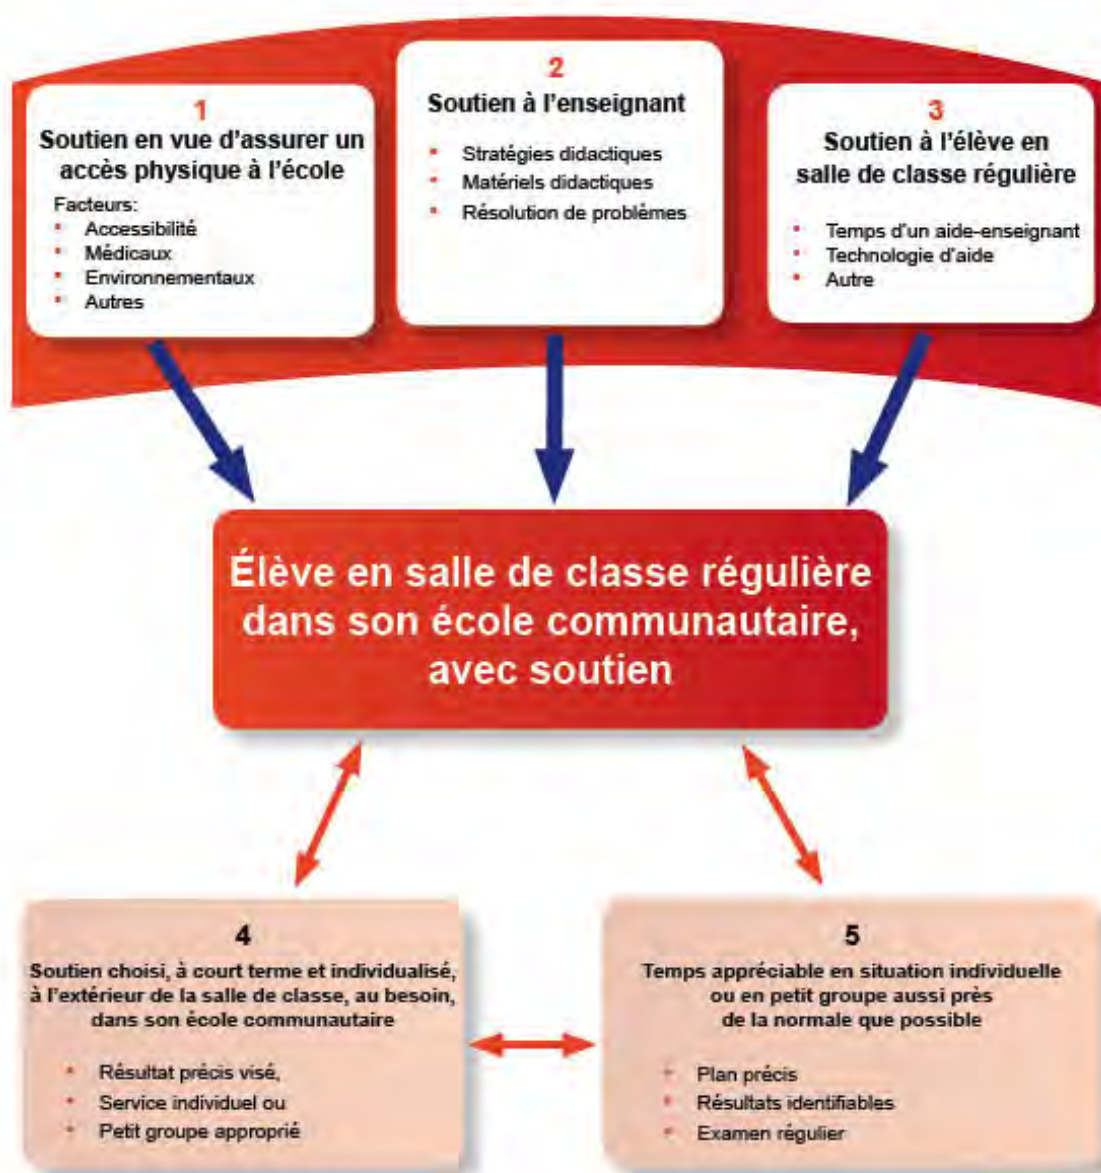 1
Soutien en vue d'assurer un
accès physique à l'école
Facteurs:
Accessibilité
Médicaux
Environnementaux
Autres
2
Soutien à l'enseignant
Stratégies didactiques
Matériels didactiques
Résolution de problèmes
3
Soutien à l'élève en
salle de classe régulière
Temps d'un aide-enseignant
Technologie d'aide
Autre
Élève en salle de classe régulière
dans son école communautaire,
avec soutien
4
Soutien choisi, à court terme et individualisé,
à l'extérieur de la salle de classe, au besoin,
dans son école communautaire
Résultat précis visé,
Service individuel ou
Petit groupe approprié
5
Temps appréciable en situation individuelle
ou en petit groupe aussi près
de la normale que possible
Plan précis
Résultats identifiables
Examen régulier